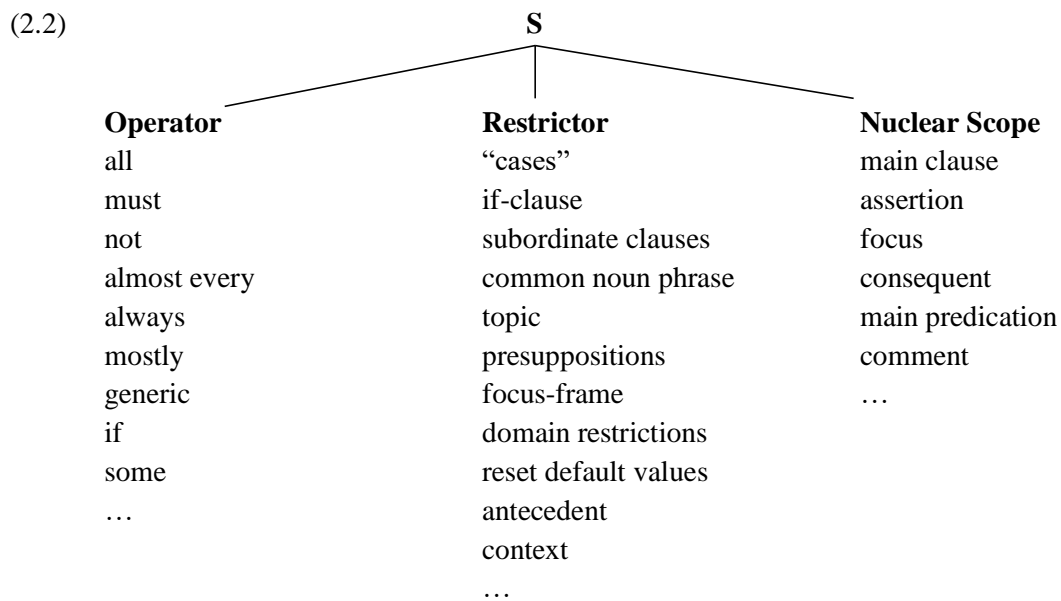 (2.2) S
Operator Restrictor Nuclear Scope
all “cases” main clause
must if-clause assertion
not subordinate clauses focus
almost every common noun phrase consequent
always topic main predication
mostly presuppositions comment
generic focus-frame …
if domain restrictions
some reset default values
… antecedent
context
…